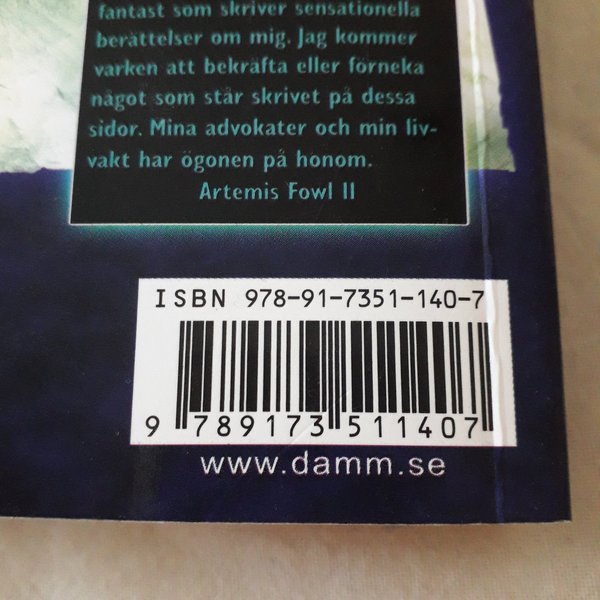 fantast som skriver sensationella
berättelser om mig. Jag kommer
varken att bekräfta eller förneka
något som står skrivet på dessa
sidor. Mina advokater och min liv-
vakt har ögonen på honom.
Artemis Fowl II
ISBN 978-91-7351-140-7
9 789173 511407
www.damm.se